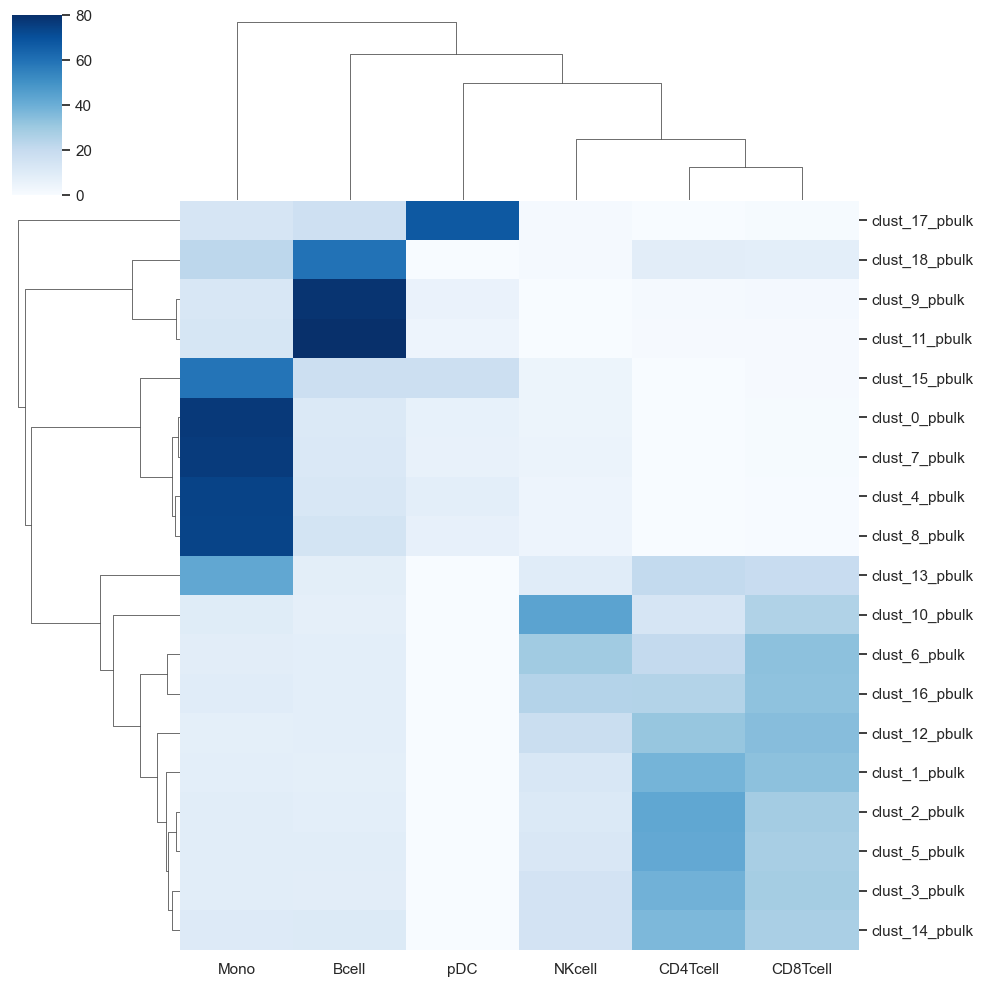 80
60
40
20
0
clust_17_pbulk
clust_18_pbulk
clust_9_pbulk
clust_11_pbulk
clust_15_pbulk
clust_0_pbulk
clust_7_pbulk
clust_4_pbulk
clust_8_pbulk
clust_13_pbulk
clust_10_pbulk
clust_6_pbulk
clust_16_pbulk
clust_12_pbulk
clust_1_pbulk
clust_2_pbulk
clust_5_pbulk
clust_3_pbulk
clust_14_pbulk
Mono Bcell pDC NKcell CD4Tcell CD8Tcell